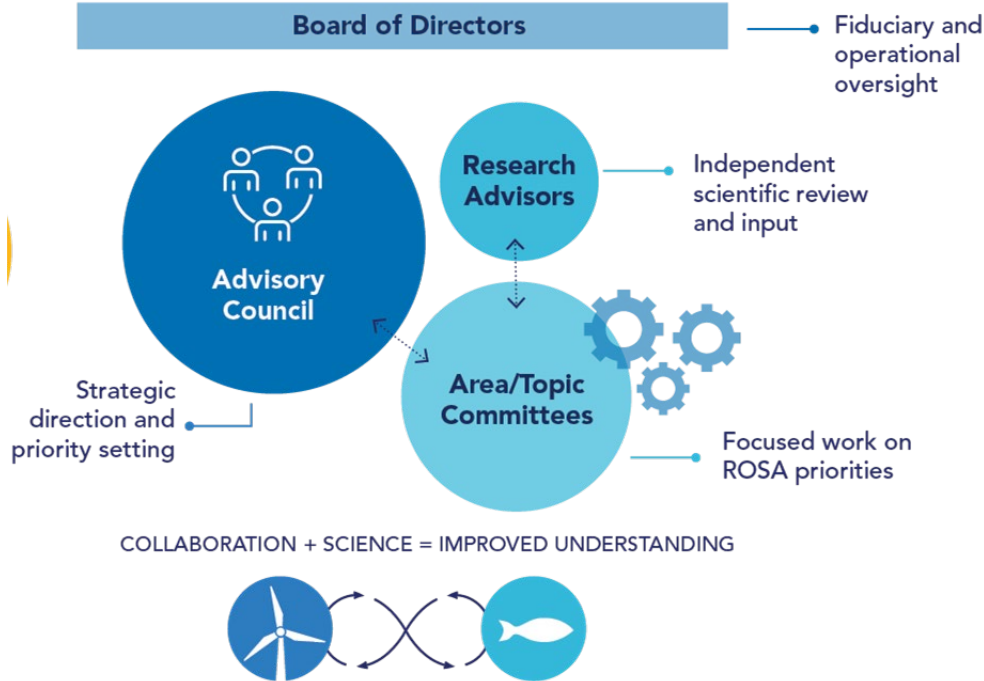 Board of Directors
Fiduciary and
operational
oversight
Research
Advisors
Independent
scientific review
and input
Advisory
Council
Strategic
direction and
priority setting
Area/Topic
Committees
Focused work on
ROSA priorities
COLLABORATION + SCIENCE = IMPROVED UNDERSTANDING